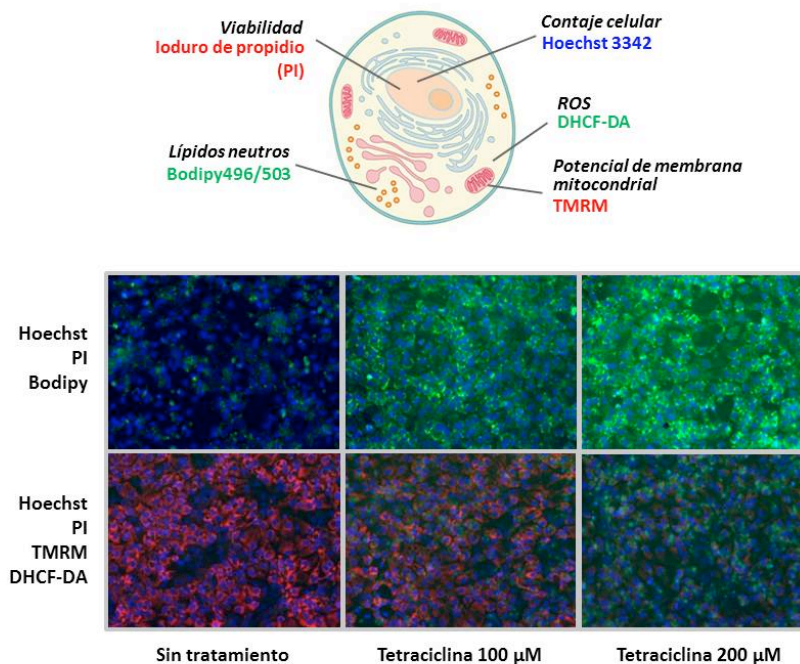 Viabilidad
Ioduro de propidio
(PI)
Contaje celular
Hoechst 3342
ROS
DHCF-DA
Lípidos neutros
Bodipy496/503
Potencial de membrana
mitocondrial
TMRM
Hoechst
PI
Bodipy
Hoechst
PI
TMRM
DHCF-DA
Sin tratamiento
Tetraciclina 100 µM
Tetraciclina 200 µM